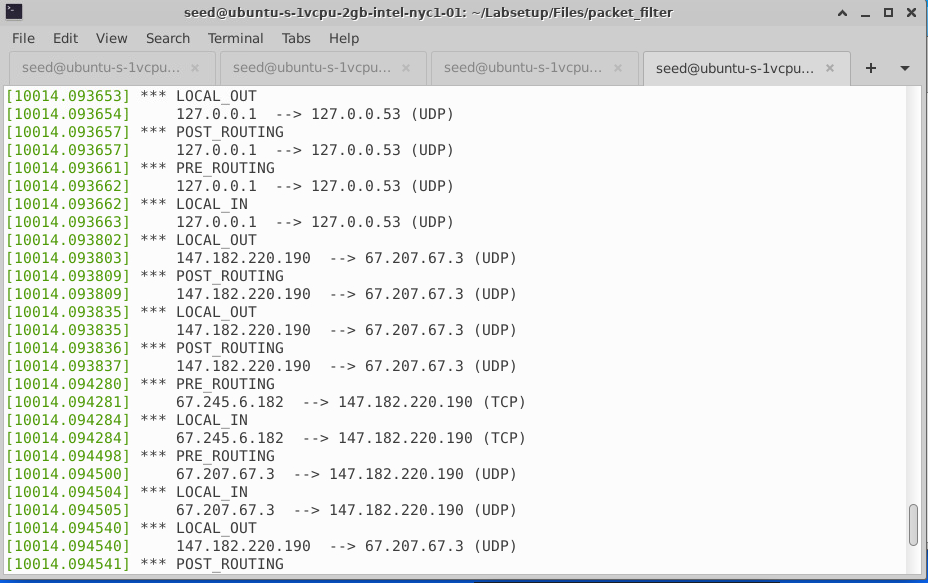 seed@ubuntu-s-1vcpu-2gb-intel-nyc1-01: ~/Labsetup/Files/packet_filter
File Edit View Search Terminal Tabs Help
seed@ubuntu-s-1vcpu... × seed@ubuntu-s-1vcpu... × seed@ubuntu-s-1vcpu... × seed@ubuntu-s-1vcpu... ×
[10014.093653] *** LOCAL_OUT
[10014.093654]     127.0.0.1  --> 127.0.0.53 (UDP)
[10014.093657] *** POST_ROUTING
[10014.093657]     127.0.0.1  --> 127.0.0.53 (UDP)
[10014.093661] *** PRE_ROUTING
[10014.093662]     127.0.0.1  --> 127.0.0.53 (UDP)
[10014.093662] *** LOCAL_IN
[10014.093663]     127.0.0.1  --> 127.0.0.53 (UDP)
[10014.093802] *** LOCAL_OUT
[10014.093803]     147.182.220.190  --> 67.207.67.3 (UDP)
[10014.093809] *** POST_ROUTING
[10014.093809]     147.182.220.190  --> 67.207.67.3 (UDP)
[10014.093835] *** LOCAL_OUT
[10014.093835]     147.182.220.190  --> 67.207.67.3 (UDP)
[10014.093836] *** POST_ROUTING
[10014.093837]     147.182.220.190  --> 67.207.67.3 (UDP)
[10014.094280] *** PRE_ROUTING
[10014.094281]     67.245.6.182  --> 147.182.220.190 (TCP)
[10014.094284] *** LOCAL_IN
[10014.094284]     67.245.6.182  --> 147.182.220.190 (TCP)
[10014.094498] *** PRE_ROUTING
[10014.094500]     67.207.67.3  --> 147.182.220.190 (UDP)
[10014.094504] *** LOCAL_IN
[10014.094505]     67.207.67.3  --> 147.182.220.190 (UDP)
[10014.094540] *** LOCAL_OUT
[10014.094540]     147.182.220.190  --> 67.207.67.3 (UDP)
[10014.094541] *** POST_ROUTING